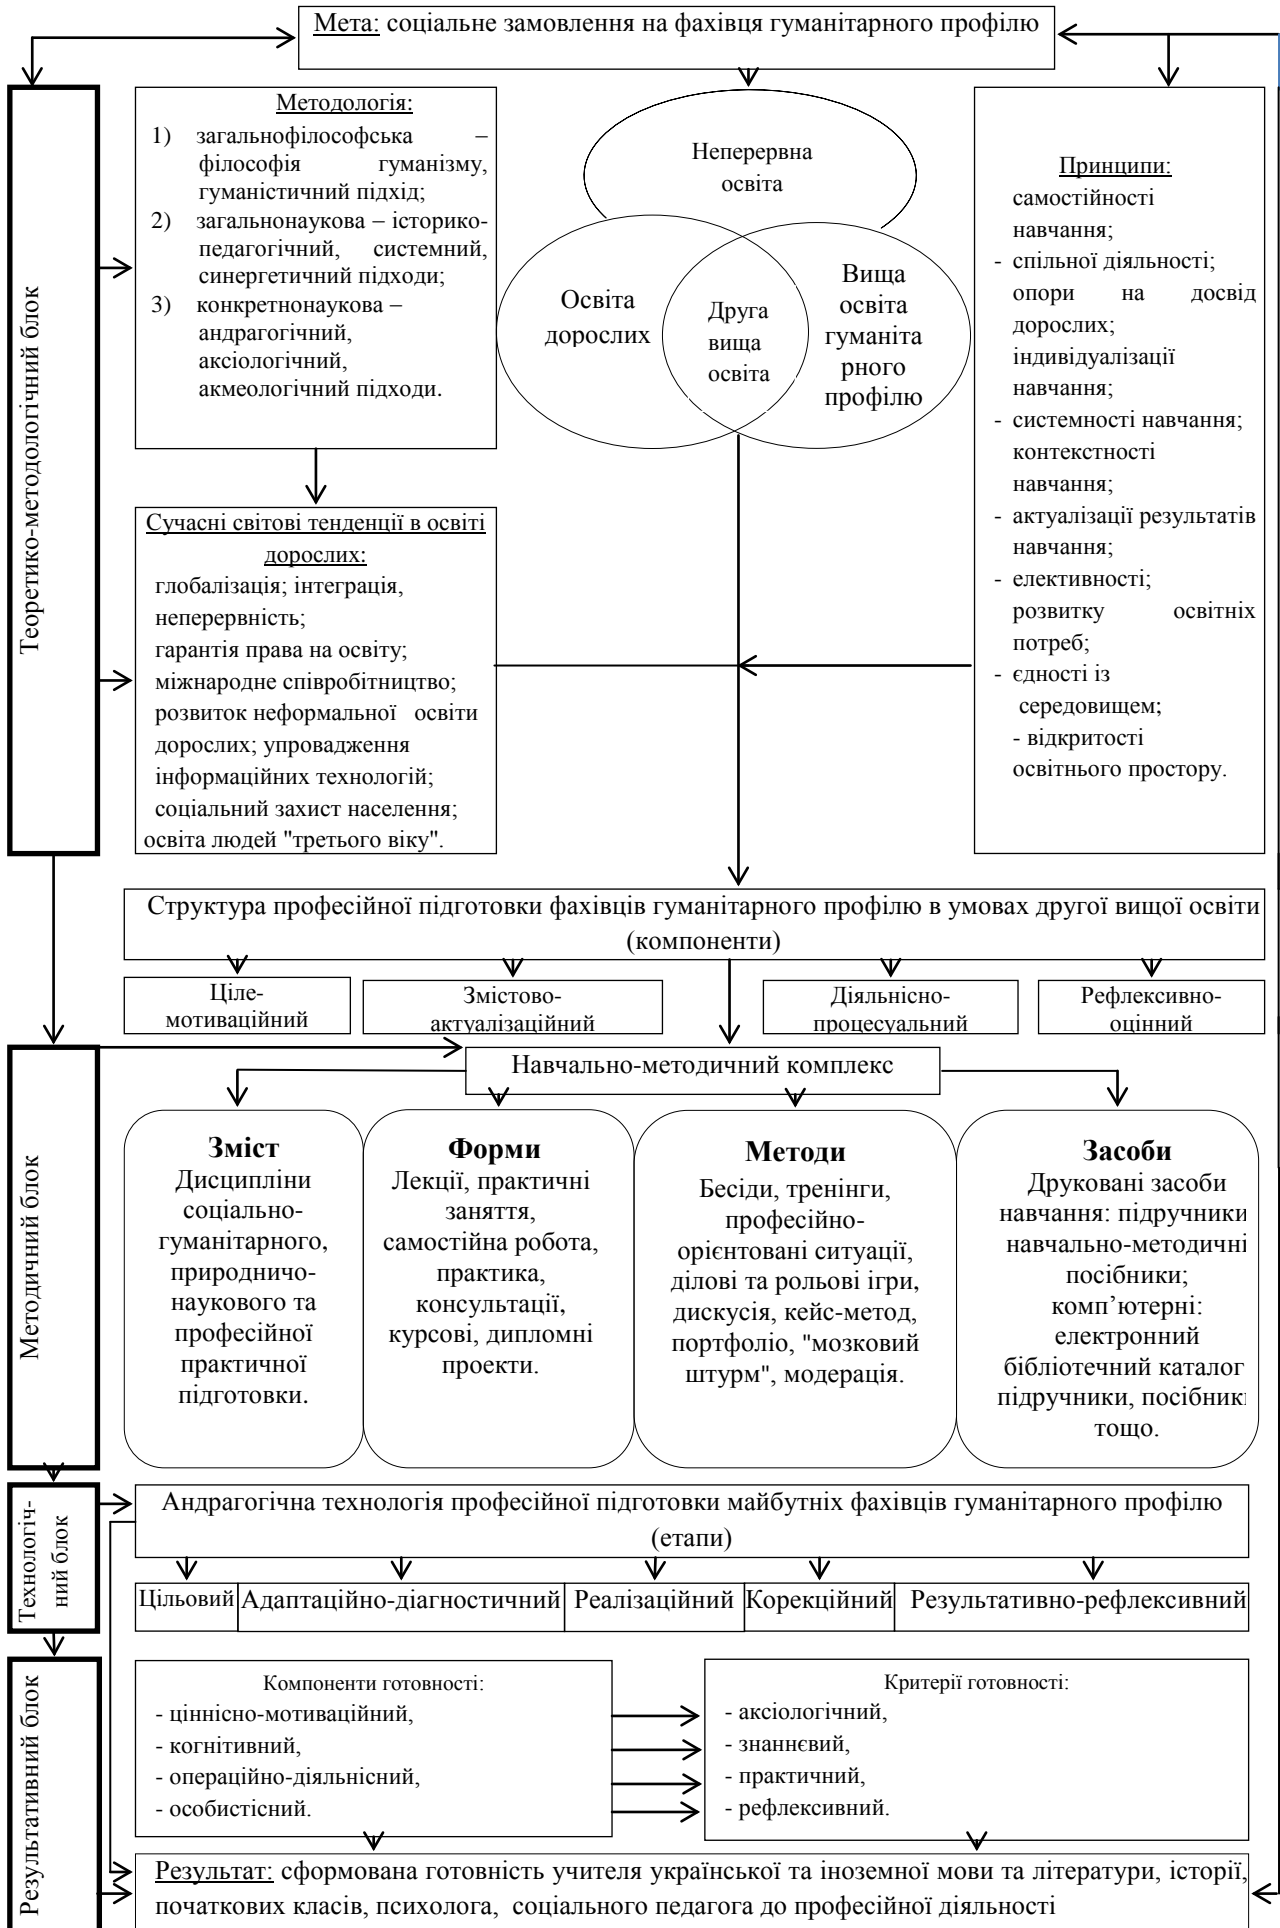 Мета: соціальне замовлення на фахівця гуманітарного профілю
Теоретико-методологічний блок
Методологія:
1) загальнофілософська –
філософія гуманізму,
гуманістичний підхід;
2) загальнонаукова – історико-
педагогічний, системний,
синергетичний підходи;
3) конкретнонаукова –
андрагогічний,
аксіологічний,
акмеологічний підходи.
Неперервна
освіта
Освіта
дорослих
Друга
вища
освіта
Вища
освіта
гуманіта
рного
профілю
Принципи:
самостійності
навчання;
- спільної діяльності;
опори на досвід
дорослих;
індивідуалізації
навчання;
- системності навчання;
контекстності
навчання;
- актуалізації результатів
навчання;
- елективності;
розвитку освітніх
потреб;
- єдності із
середовищем;
- відкритості
освітнього простору.
Сучасні світові тенденції в освіті
дорослих:
глобалізація; інтеграція,
неперервність;
гарантія права на освіту;
міжнародне співробітництво;
розвиток неформальної освіти
дорослих; упровадження
інформаційних технологій;
соціальний захист населення;
освіта людей "третього віку".
Структура професійної підготовки фахівців гуманітарного профілю в умовах другої вищої освіти
(компоненти)
Ціле-
мотиваційний
Змістово-
актуалізаційний
Діяльнісно-
процесуальний
Рефлексивно-
оцінний
Методичний блок
Навчально-методичний комплекс
Зміст
Дисципліни
соціально-
гуманітарного,
природничо-
наукового та
професійної
практичної
підготовки.
Форми
Лекції, практичні
заняття,
самостійна робота,
практика,
консультації,
курсові, дипломні
проекти.
Методи
Бесіди, тренінги,
професійно-
орієнтовані ситуації,
ділові та рольові ігри,
дискусія, кейс-метод,
портфоліо, "мозковий
штурм", модерація.
Засоби
Друковані засоби
навчання: підручники
навчально-методичні
посібники;
комп’ютерні:
електронний
бібліотечний каталог
підручники, посібники
тощо.
Технологіч-
ний блок
Андрагогічна технологія професійної підготовки майбутніх фахівців гуманітарного профілю
(етапи)
Цільовий
Адаптаційно-діагностичний
Реалізаційний
Корекційний
Результативно-рефлексивний
Результативний блок
Компоненти готовності:
- ціннісно-мотиваційний,
- когнітивний,
- операційно-діяльнісний,
- особистісний.
Критерії готовності:
- аксіологічний,
- знаннєвий,
- практичний,
- рефлексивний.
Результат: сформована готовність учителя української та іноземної мови та літератури, історії,
початкових класів, психолога, соціального педагога до професійної діяльності